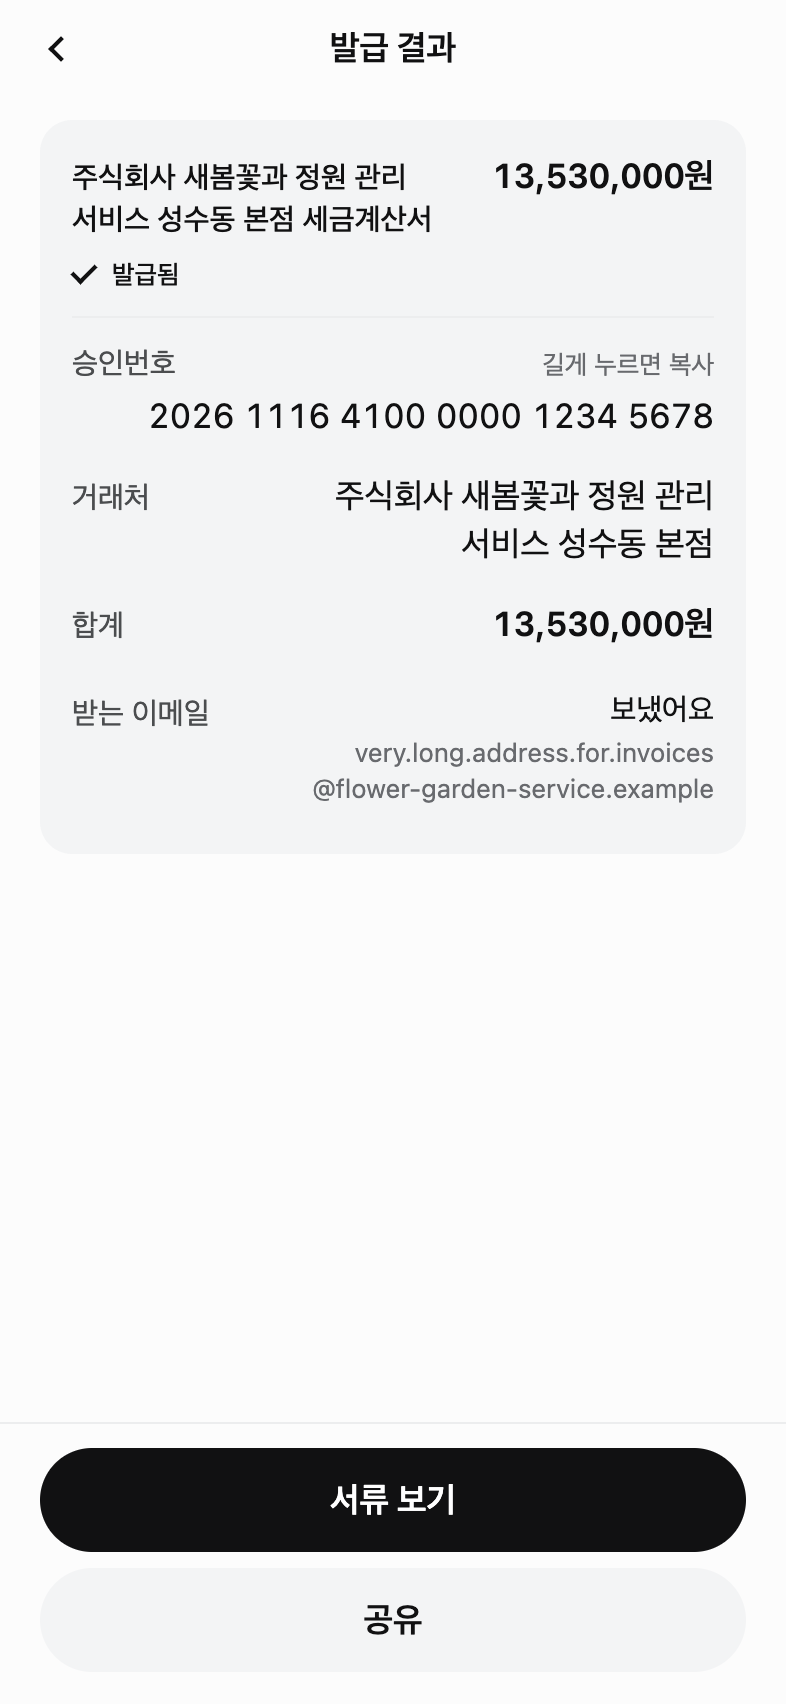 발급 결과
주식회사 새봄꽃과 정원 관리 13,530,000원
서비스 성수동 본점 세금계산서
발급됨
승인번호 길게 누르면 복사
2026 1116 4100 0000 1234 5678
거래처 주식회사 새봄꽃과 정원 관리
서비스 성수동 본점
합계 13,530,000원
받는 이메일 보냈어요
very.long.address.for.invoices
@flower-garden-service.example
서류 보기
공유